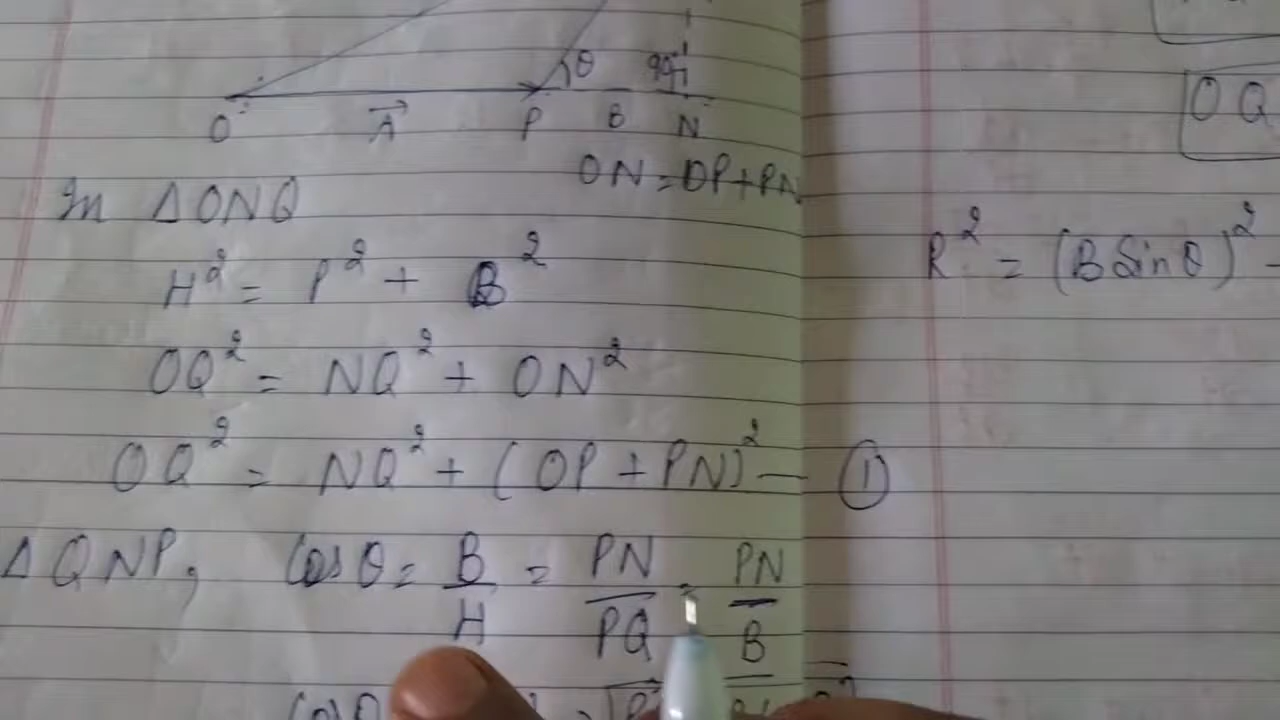 θ 90°
O A⃗ P B N
ON = OP + PN
In ΔONQ
H² = P² + B²
OQ² = NQ² + ON²
OQ² = NQ² + (OP + PN)² — ①
ΔQNP, Cosθ = B/H = PN/PQ = PN/B
Cosθ
OQ
R² = (B Sinθ)²